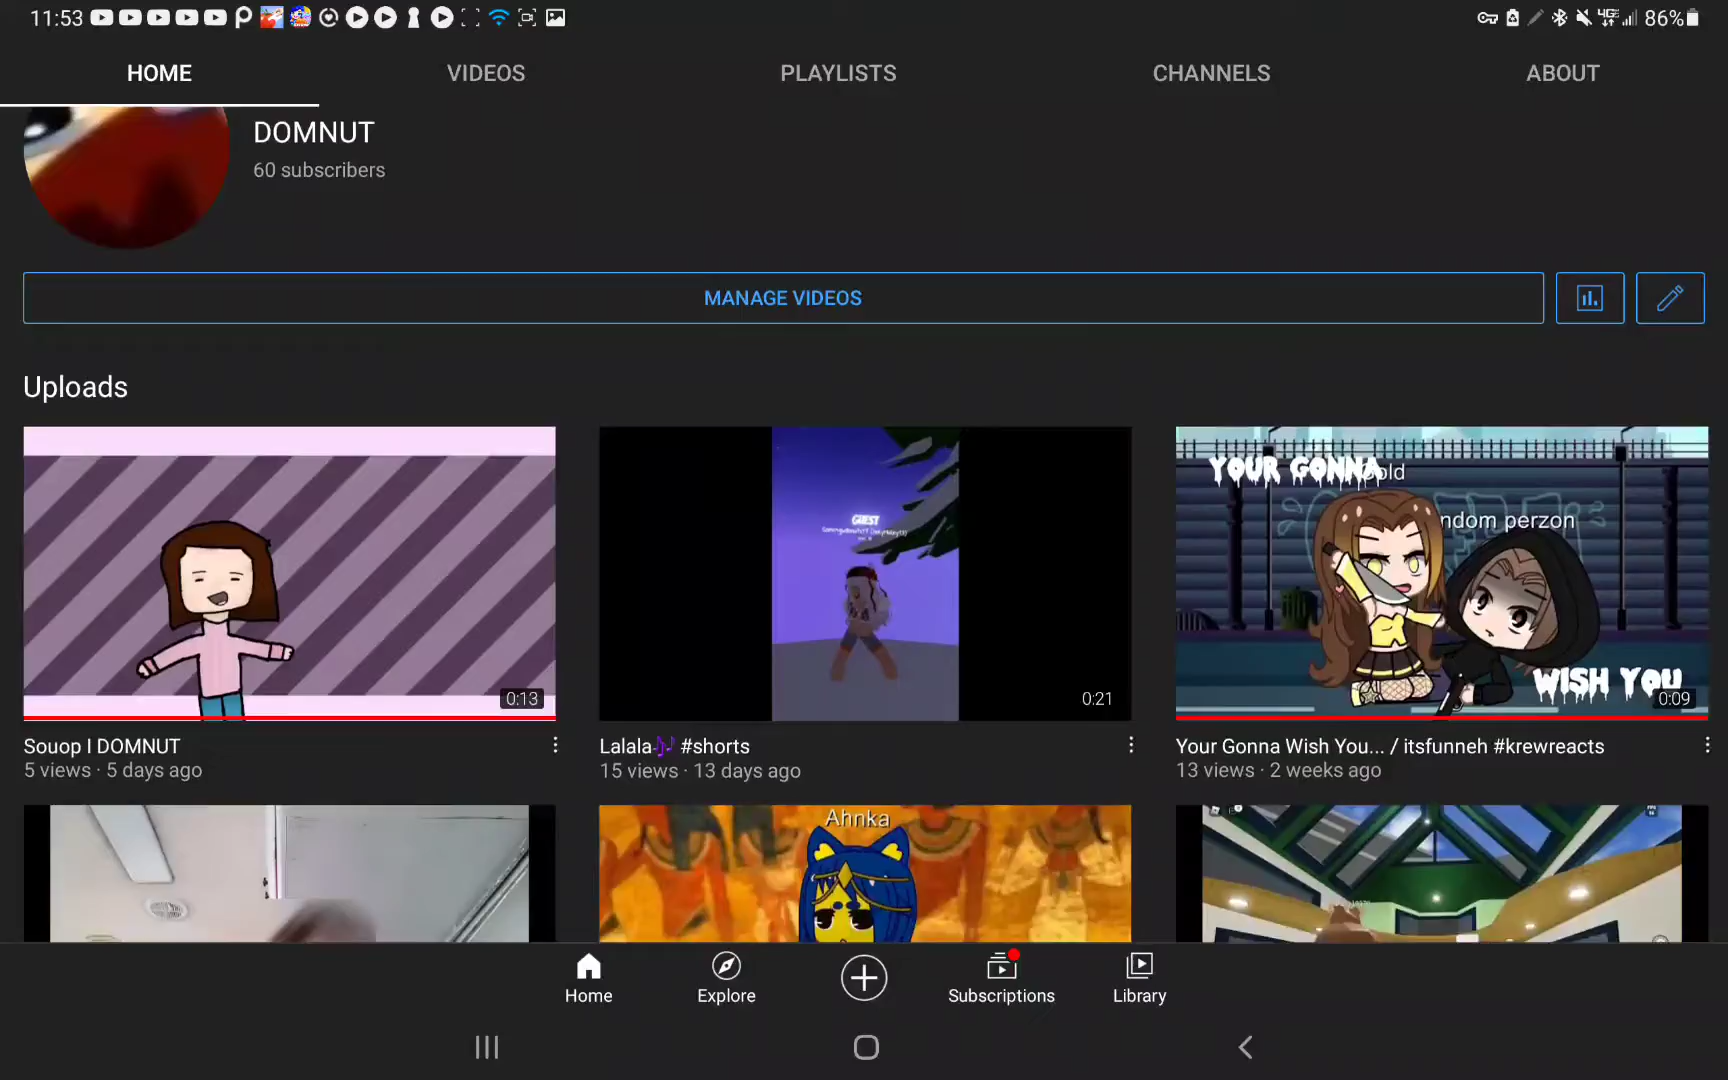 11:53
86%
HOME
VIDEOS
PLAYLISTS
CHANNELS
ABOUT
DOMNUT
60 subscribers
MANAGE VIDEOS
Uploads
0:13
GUEST
0:21
YOUR GONNA
old
ndom perzon
WISH YOU
0:09
Souop I DOMNUT
5 views · 5 days ago
Lalala🎶 #shorts
15 views · 13 days ago
Your Gonna Wish You... / itsfunneh #krewreacts
13 views · 2 weeks ago
Ahnka
Home
Explore
Subscriptions
Library